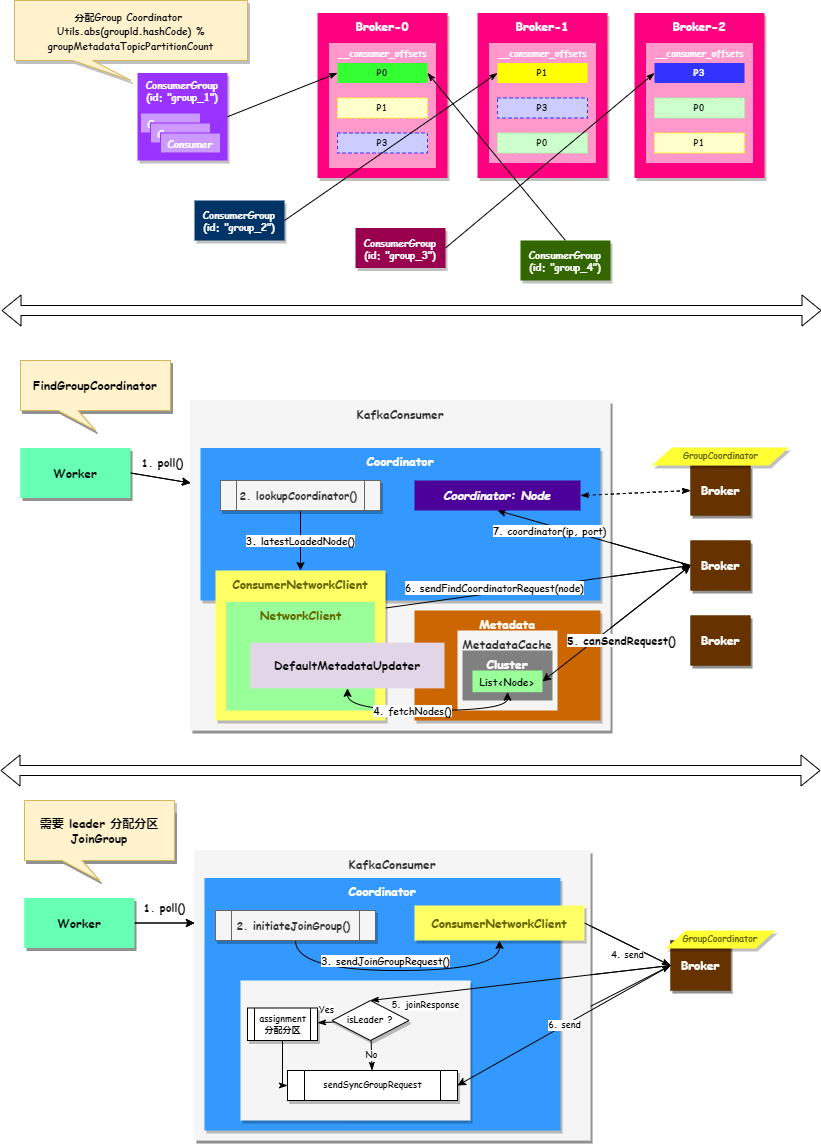 分配Group Coordinator
Utils.abs(groupId.hashCode) %
groupMetadataTopicPartitionCount
ConsumerGroup
(id: "group_1")
C
C
Consumer
Broker-0
__consumer_offsets
P0
P1
P3
Broker-1
__consumer_offsets
P1
P3
P0
Broker-2
__consumer_offsets
P3
P0
P1
ConsumerGroup
(id: "group_2")
ConsumerGroup
(id: "group_3")
ConsumerGroup
(id: "group_4")
FindGroupCoordinator
KafkaConsumer
Worker
1. poll()
Coordinator
2. lookupCoordinator()
Coordinator: Node
GroupCoordinator
Broker
3. latestLoadedNode()
7. coordinator(ip, port)
Broker
ConsumerNetworkClient
6. sendFindCoordinatorRequest(node)
NetworkClient
Metadata
5. canSendRequest()
Broker
MetadataCache
DefaultMetadataUpdater
Cluster
List<Node>
4. fetchNodes()
需要 leader 分配分区
JoinGroup
KafkaConsumer
Worker
1. poll()
Coordinator
2. initiateJoinGroup()
ConsumerNetworkClient
3. sendJoinGroupRequest()
4. send
GroupCoordinator
Broker
5. joinResponse
isLeader ?
Yes
assignment
分配分区
No
6. send
sendSyncGroupRequest